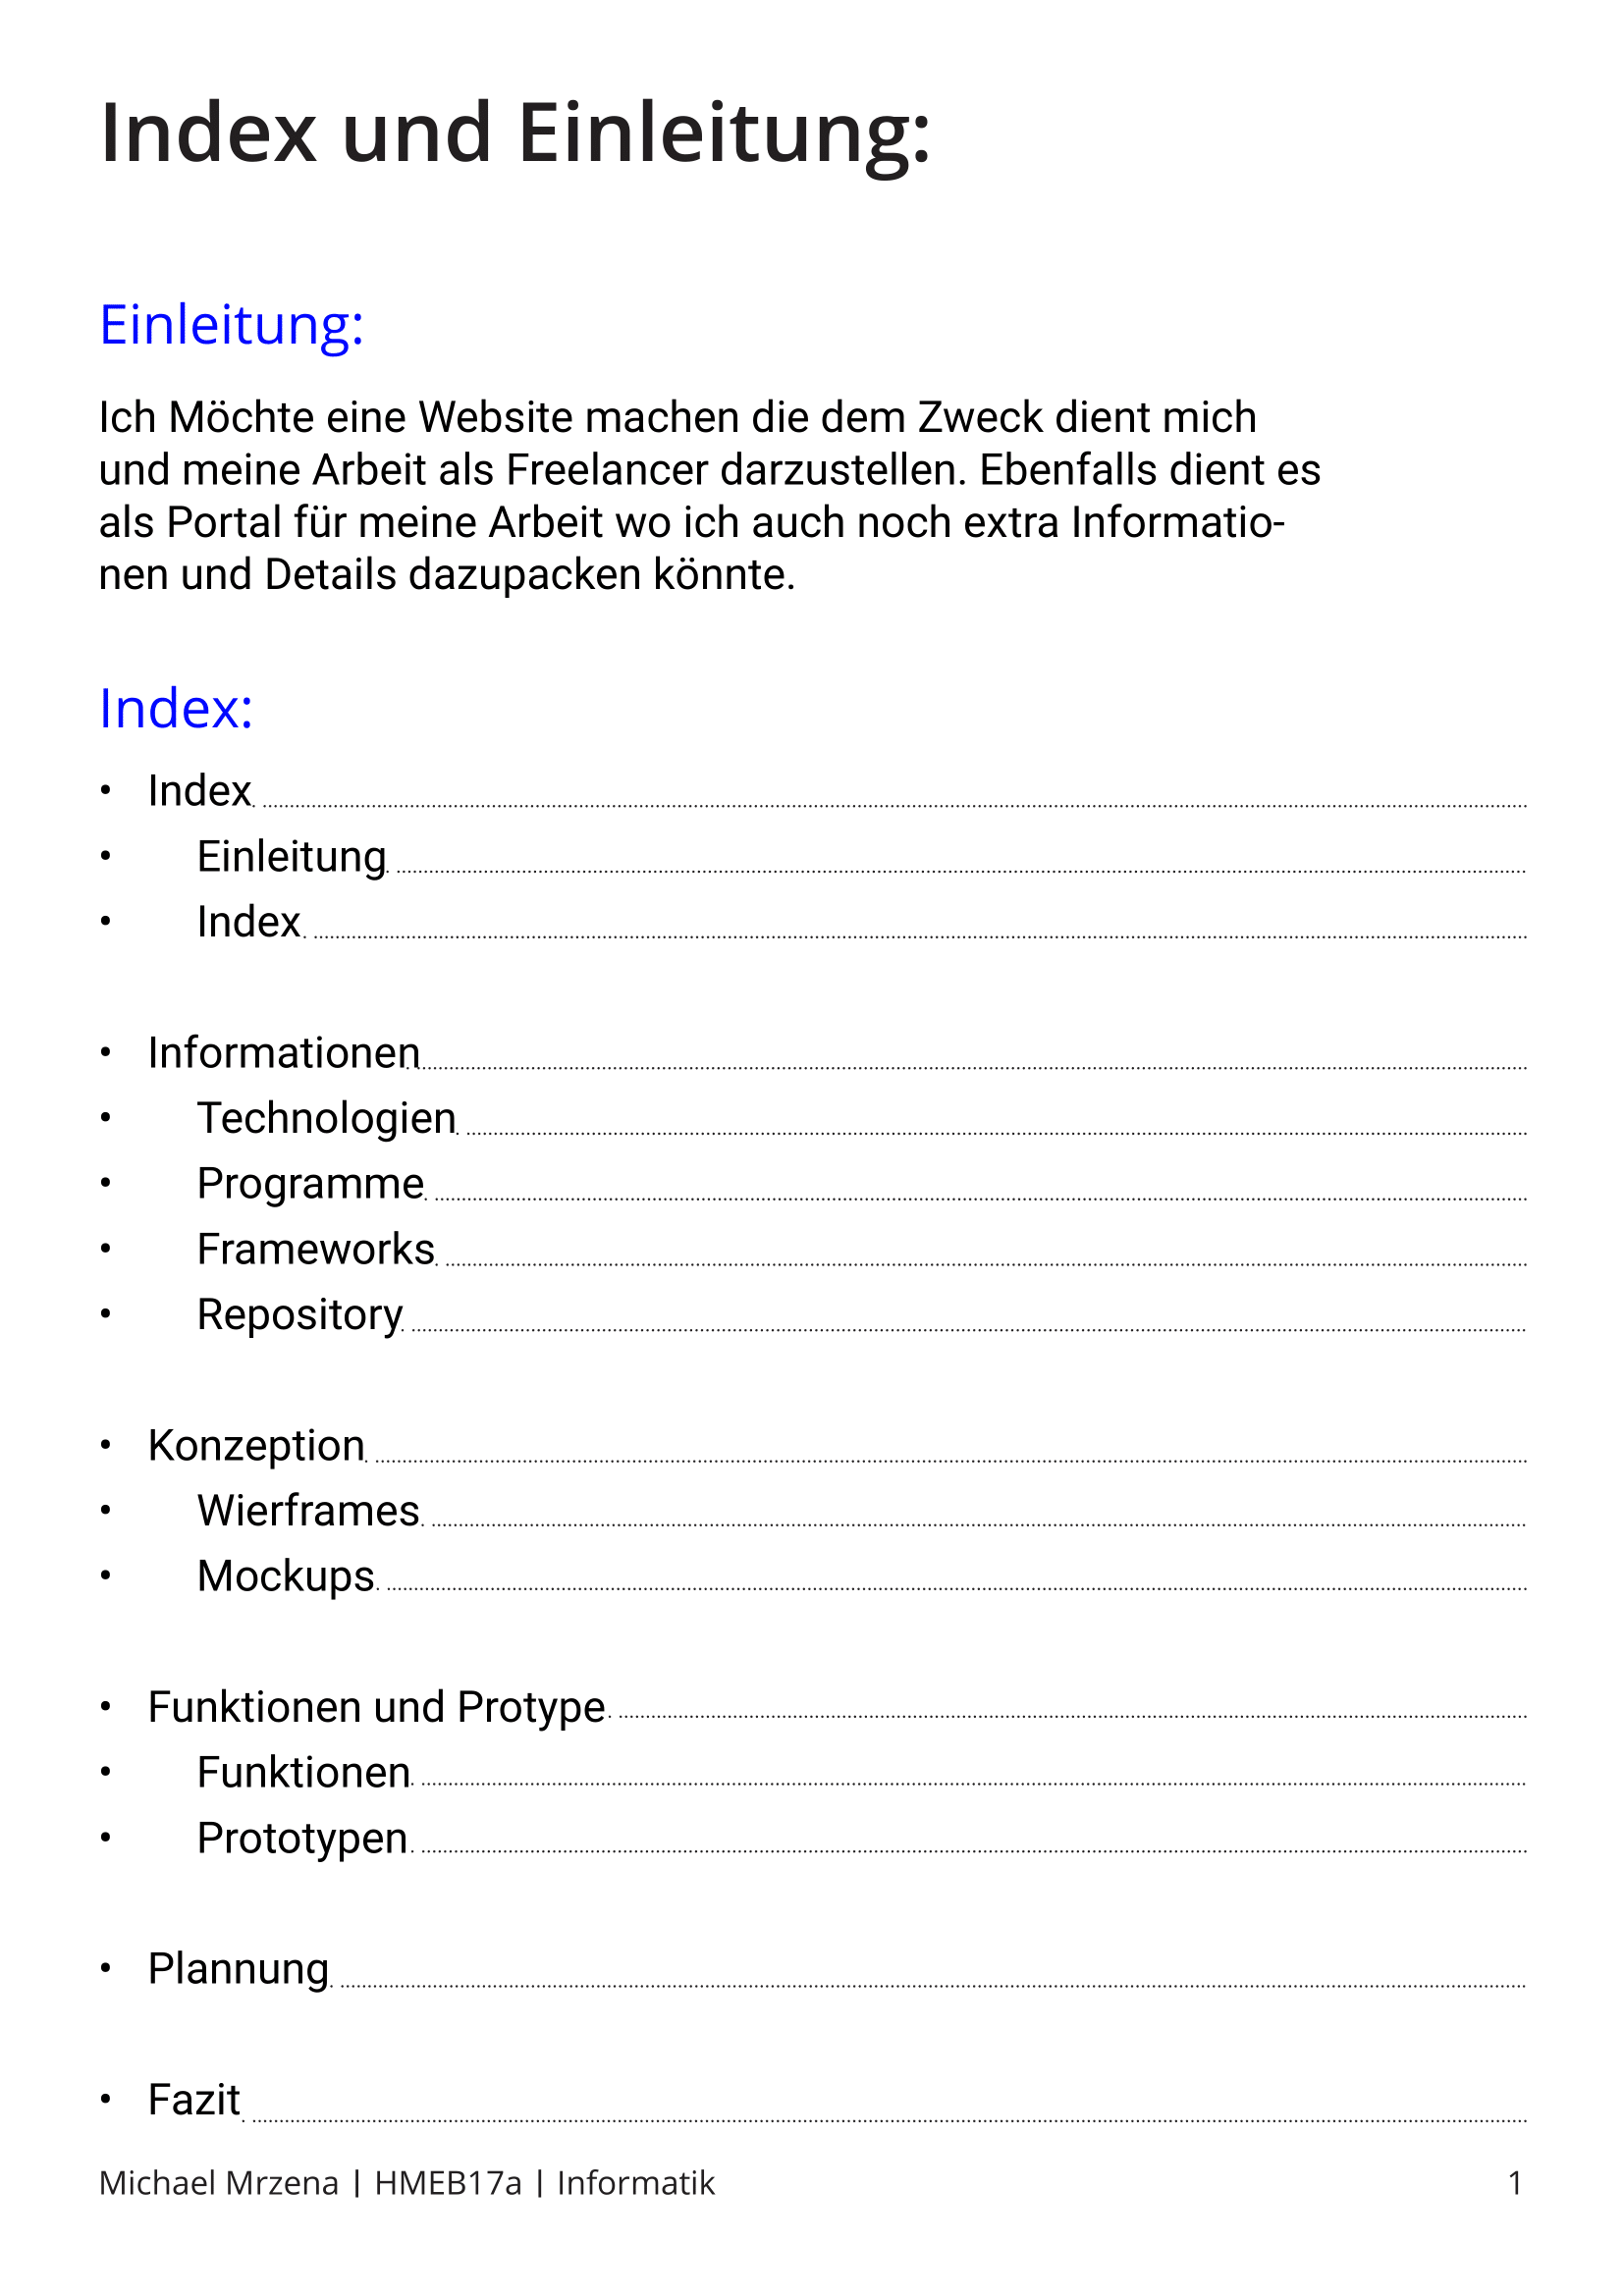 Index und Einleitung:
Einleitung:
Ich Möchte eine Website machen die dem Zweck dient mich
und meine Arbeit als Freelancer darzustellen. Ebenfalls dient es
als Portal für meine Arbeit wo ich auch noch extra Informatio-
nen und Details dazupacken könnte.
Index:
• Index
• Einleitung
• Index
• Informationen
• Technologien
• Programme
• Frameworks
• Repository
• Konzeption
• Wierframes
• Mockups
• Funktionen und Protype
• Funktionen
• Prototypen
• Plannung
• Fazit
Michael Mrzena | HMEB17a | Informatik 1